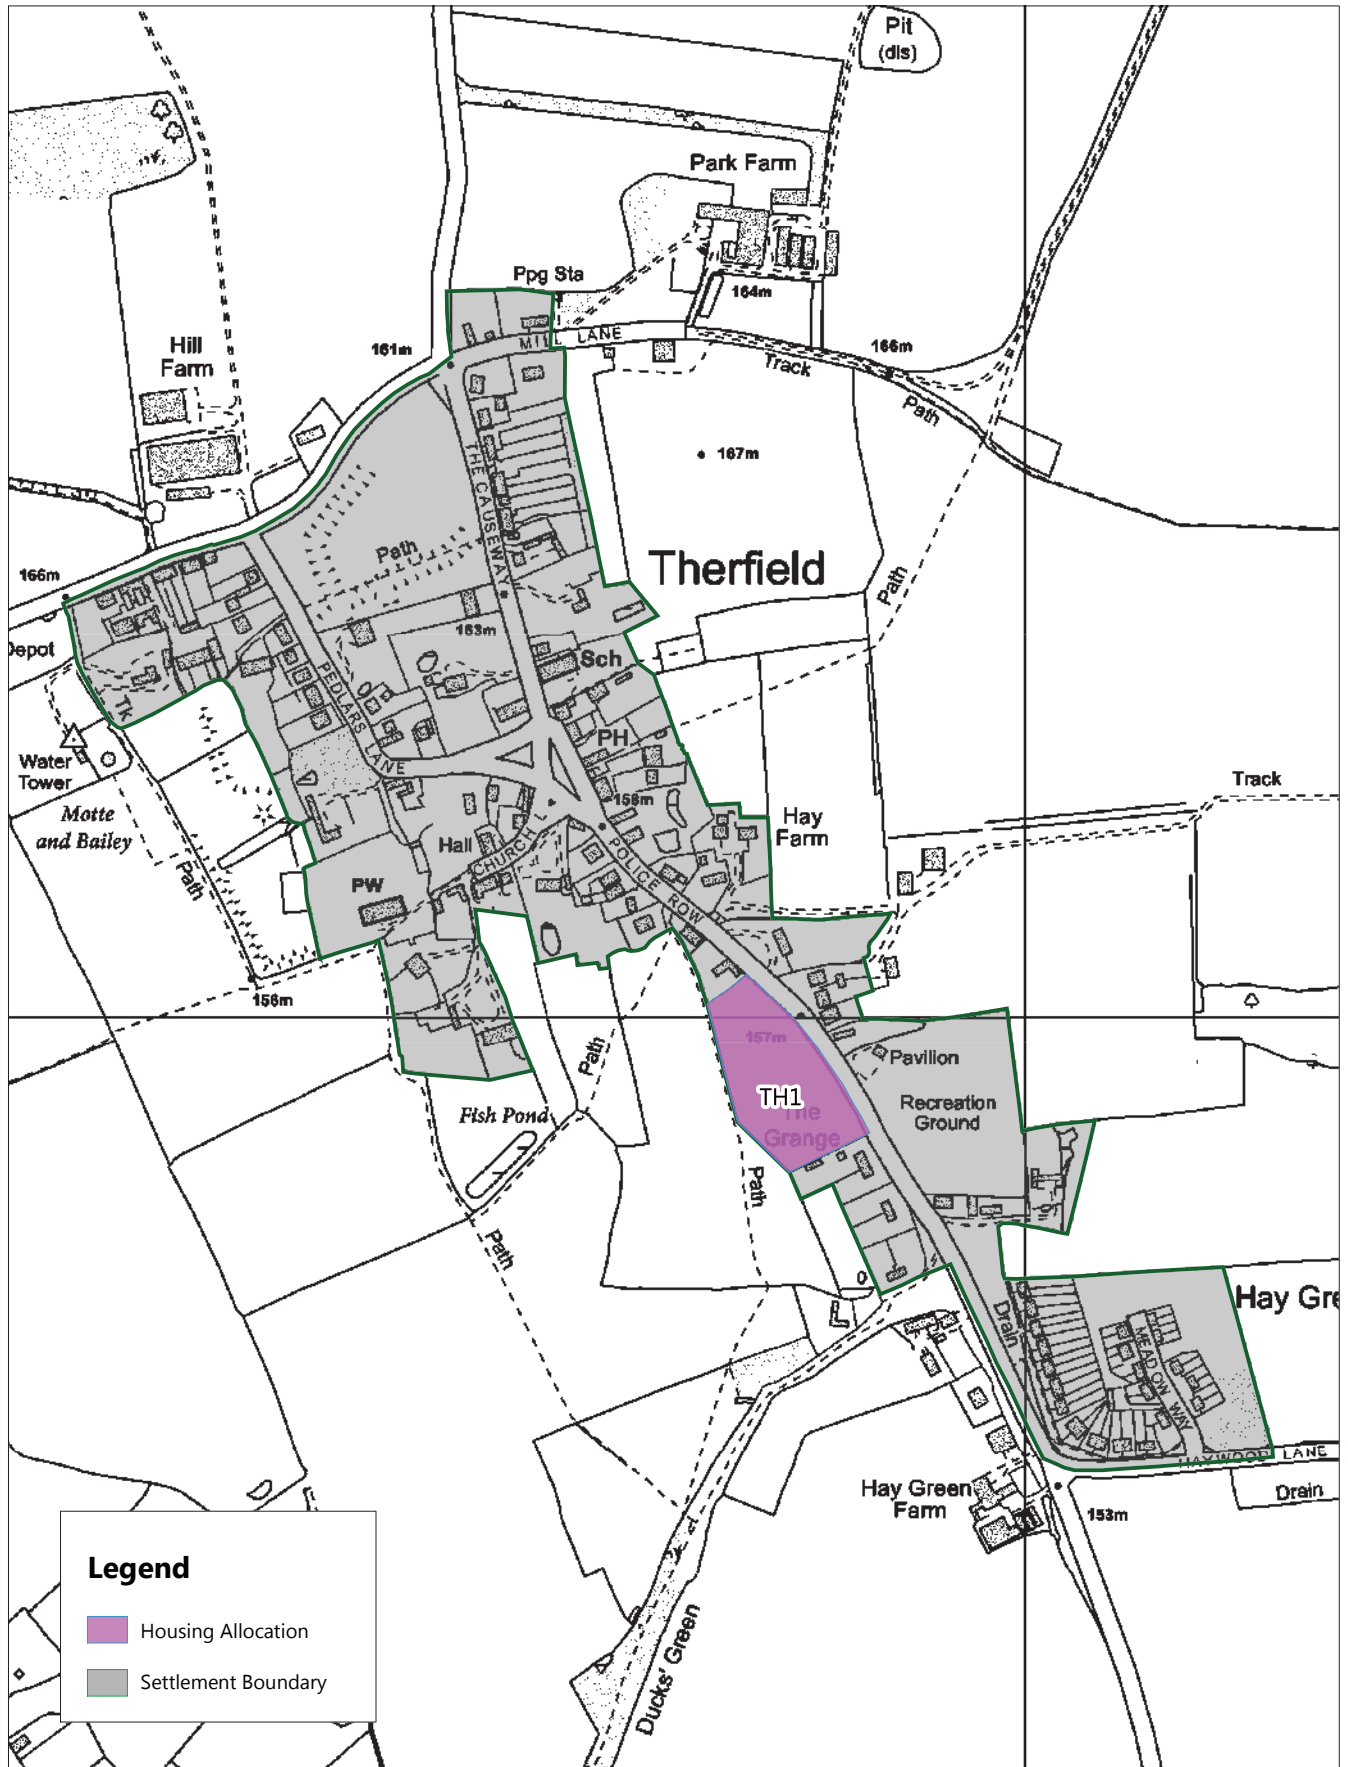 Pit
(dis)
Park Farm
Ppg Sta
164m
MILL LANE
161m
166m
Hill
Farm
Track
Path
167m
THE CAUSEWAY
Path
Therfield
166m
Path
163m
Depot
Sch
PEDLARS LANE
Tk
PH
Water
Tower
Track
158m
Motte
and Bailey
Hay
Farm
Hall
CHURCH L
POLICE ROW
Path
PW
156m
157m
Pavilion
Path
TH1
The
Grange
Recreation
Ground
Fish Pond
Path
Path
Hay Gre
Drain
MEADOW WAY
HAYWOOD LANE
Hay Green
Farm
Drain
153m
Ducks' Green
Legend
Housing Allocation
Settlement Boundary